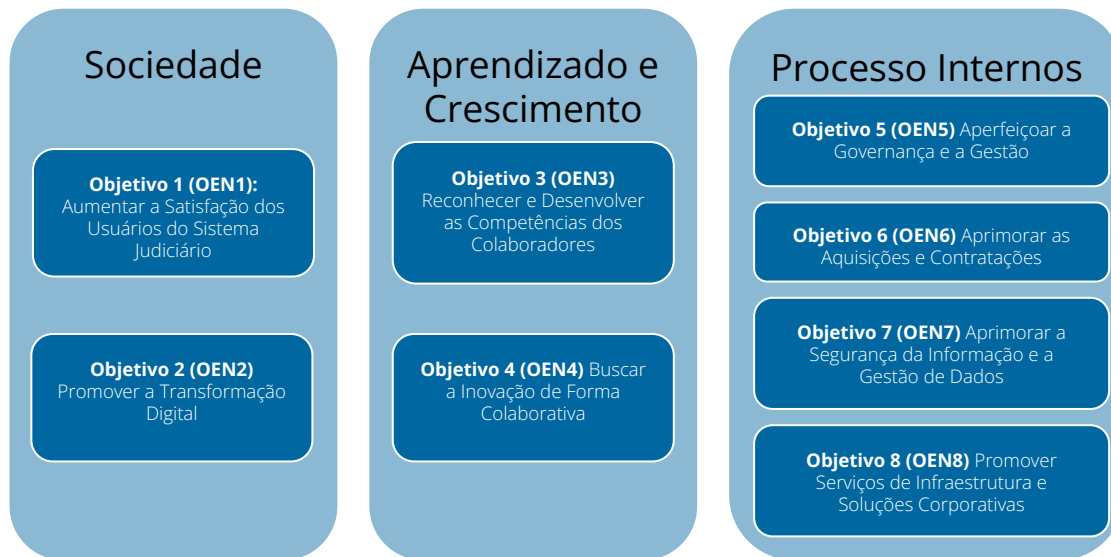 Sociedade
Objetivo 1 (OEN1):
Aumentar a Satisfação dos
Usuários do Sistema
Judiciário
Objetivo 2 (OEN2)
Promover a Transformação
Digital
Aprendizado e
Crescimento
Objetivo 3 (OEN3)
Reconhecer e Desenvolver
as Competências dos
Colaboradores
Objetivo 4 (OEN4) Buscar
a Inovação de Forma
Colaborativa
Processo Internos
Objetivo 5 (OEN5) Aperfeiçoar a
Governança e a Gestão
Objetivo 6 (OEN6) Aprimorar as
Aquisições e Contratações
Objetivo 7 (OEN7) Aprimorar a
Segurança da Informação e a
Gestão de Dados
Objetivo 8 (OEN8) Promover
Serviços de Infraestrutura e
Soluções Corporativas